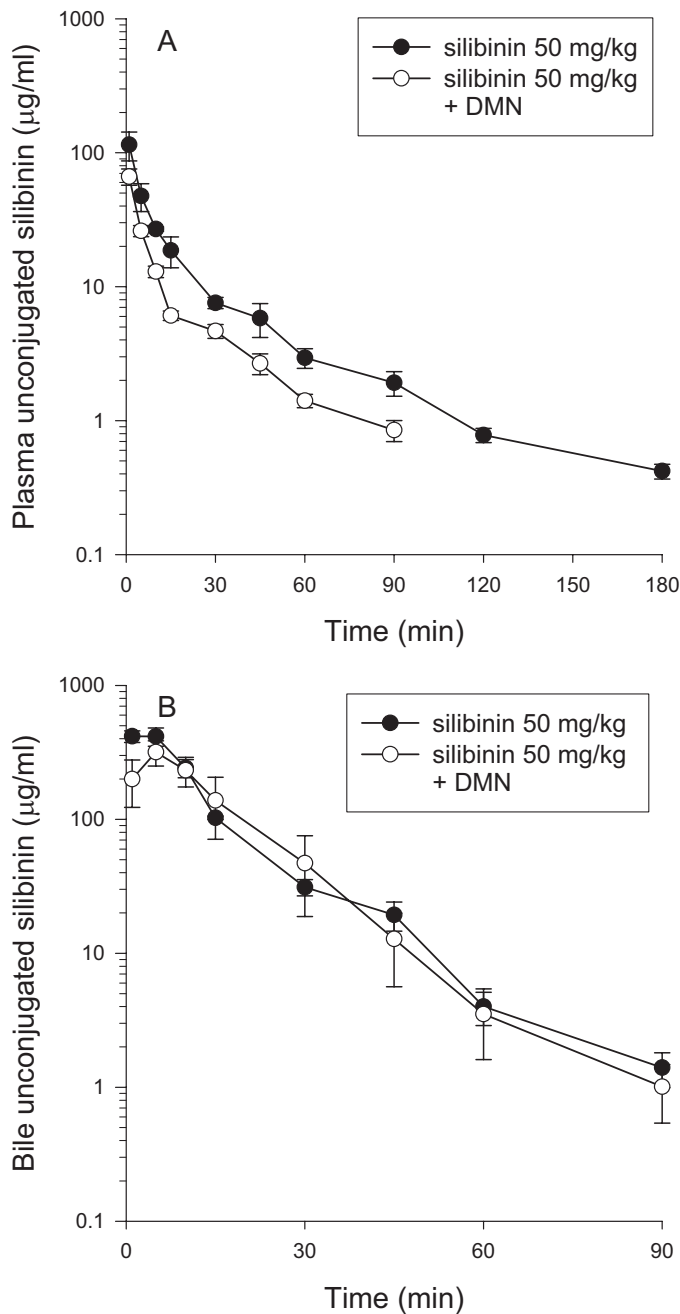 A
silibinin 50 mg/kg
silibinin 50 mg/kg
+ DMN
Plasma unconjugated silibinin (μg/ml)
1000
100
10
1
0.1
0 30 60 90 120 150 180
Time (min)
B
silibinin 50 mg/kg
silibinin 50 mg/kg
+ DMN
Bile unconjugated silibinin (μg/ml)
1000
100
10
1
0.1
0 30 60 90
Time (min)